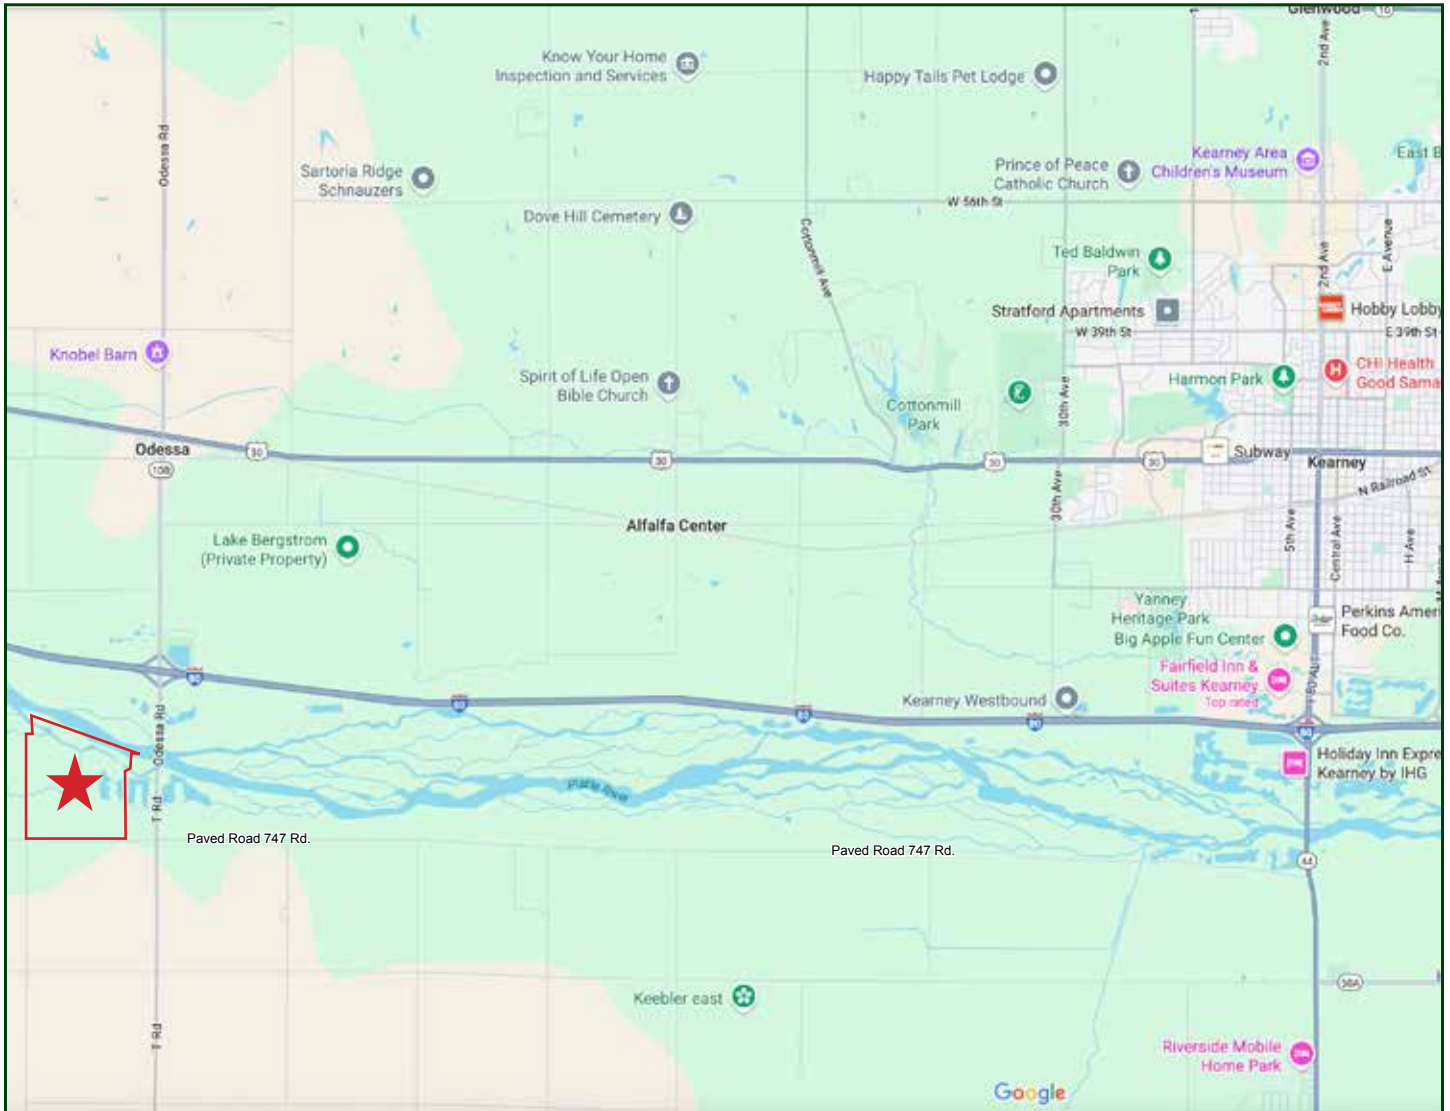 Glenwood
10
2nd Ave
Know Your Home
Inspection and Services
Happy Tails Pet Lodge
Odessa Rd
Kearney Area
Children's Museum
East B
Prince of Peace
Catholic Church
Sartoria Ridge
Schnauzers
W 56th St
Dove Hill Cemetery
Cottonmill Ave
Ted Baldwin
Park
2nd Ave
E Avenue
Stratford Apartments
Hobby Lobby
W 39th St
E 39th St
Knobel Barn
Spirit of Life Open
Bible Church
Harmon Park
CHI Health
Good Sama
Cottonmill
Park
30th Ave
Odessa
30
30
30
30
Subway
Kearney
10B
N Railroad St
30th Ave
Alfalfa Center
5th Ave
Central Ave
H Ave
Lake Bergstrom
(Private Property)
Yanney
Heritage Park
Big Apple Fun Center
Perkins Ameri
Food Co.
Fairfield Inn &
Suites Kearney
Top rated
80
80
80
80
80
Kearney Westbound
Odessa Rd
Holiday Inn Expre
Kearney by IHG
Platte River
T Rd
Paved Road 747 Rd.
Paved Road 747 Rd.
44
50A
Keebler east
T Rd
Riverside Mobile
Home Park
Google